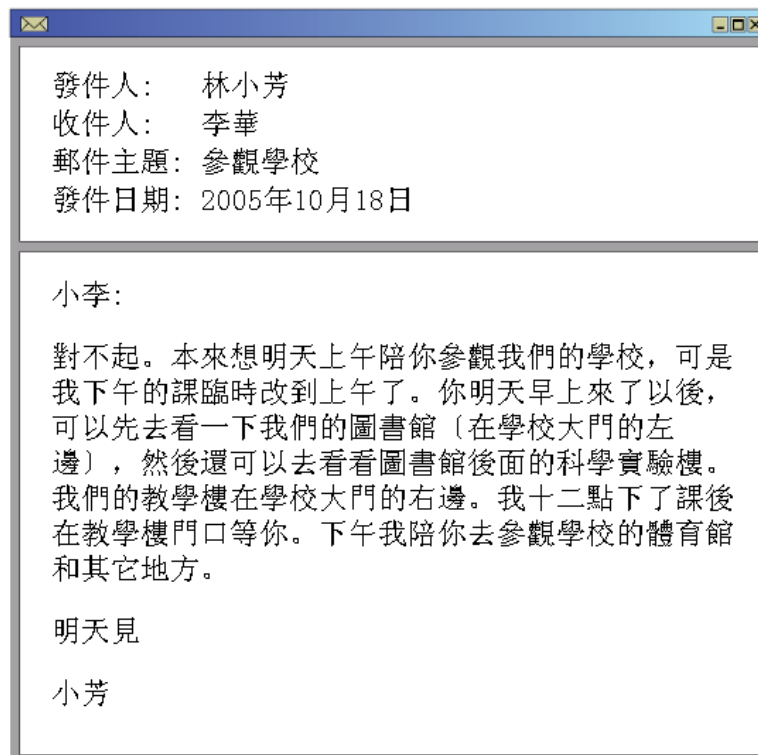 發件人: 林小芳
收件人: 李華
郵件主題: 參觀學校
發件日期: 2005年10月18日
小李:
對不起。本來想明天上午陪你參觀我們的學校，可是
我下午的課臨時改到上午了。你明天早上來了以後，
可以先去看一下我們的圖書館（在學校大門的左
邊），然後還可以去看看圖書館後面的科學實驗樓。
我們的教學樓在學校大門的右邊。我十二點下了課後
在教學樓門口等你。下午我陪你去參觀學校的體育館
和其它地方。
明天見
小芳